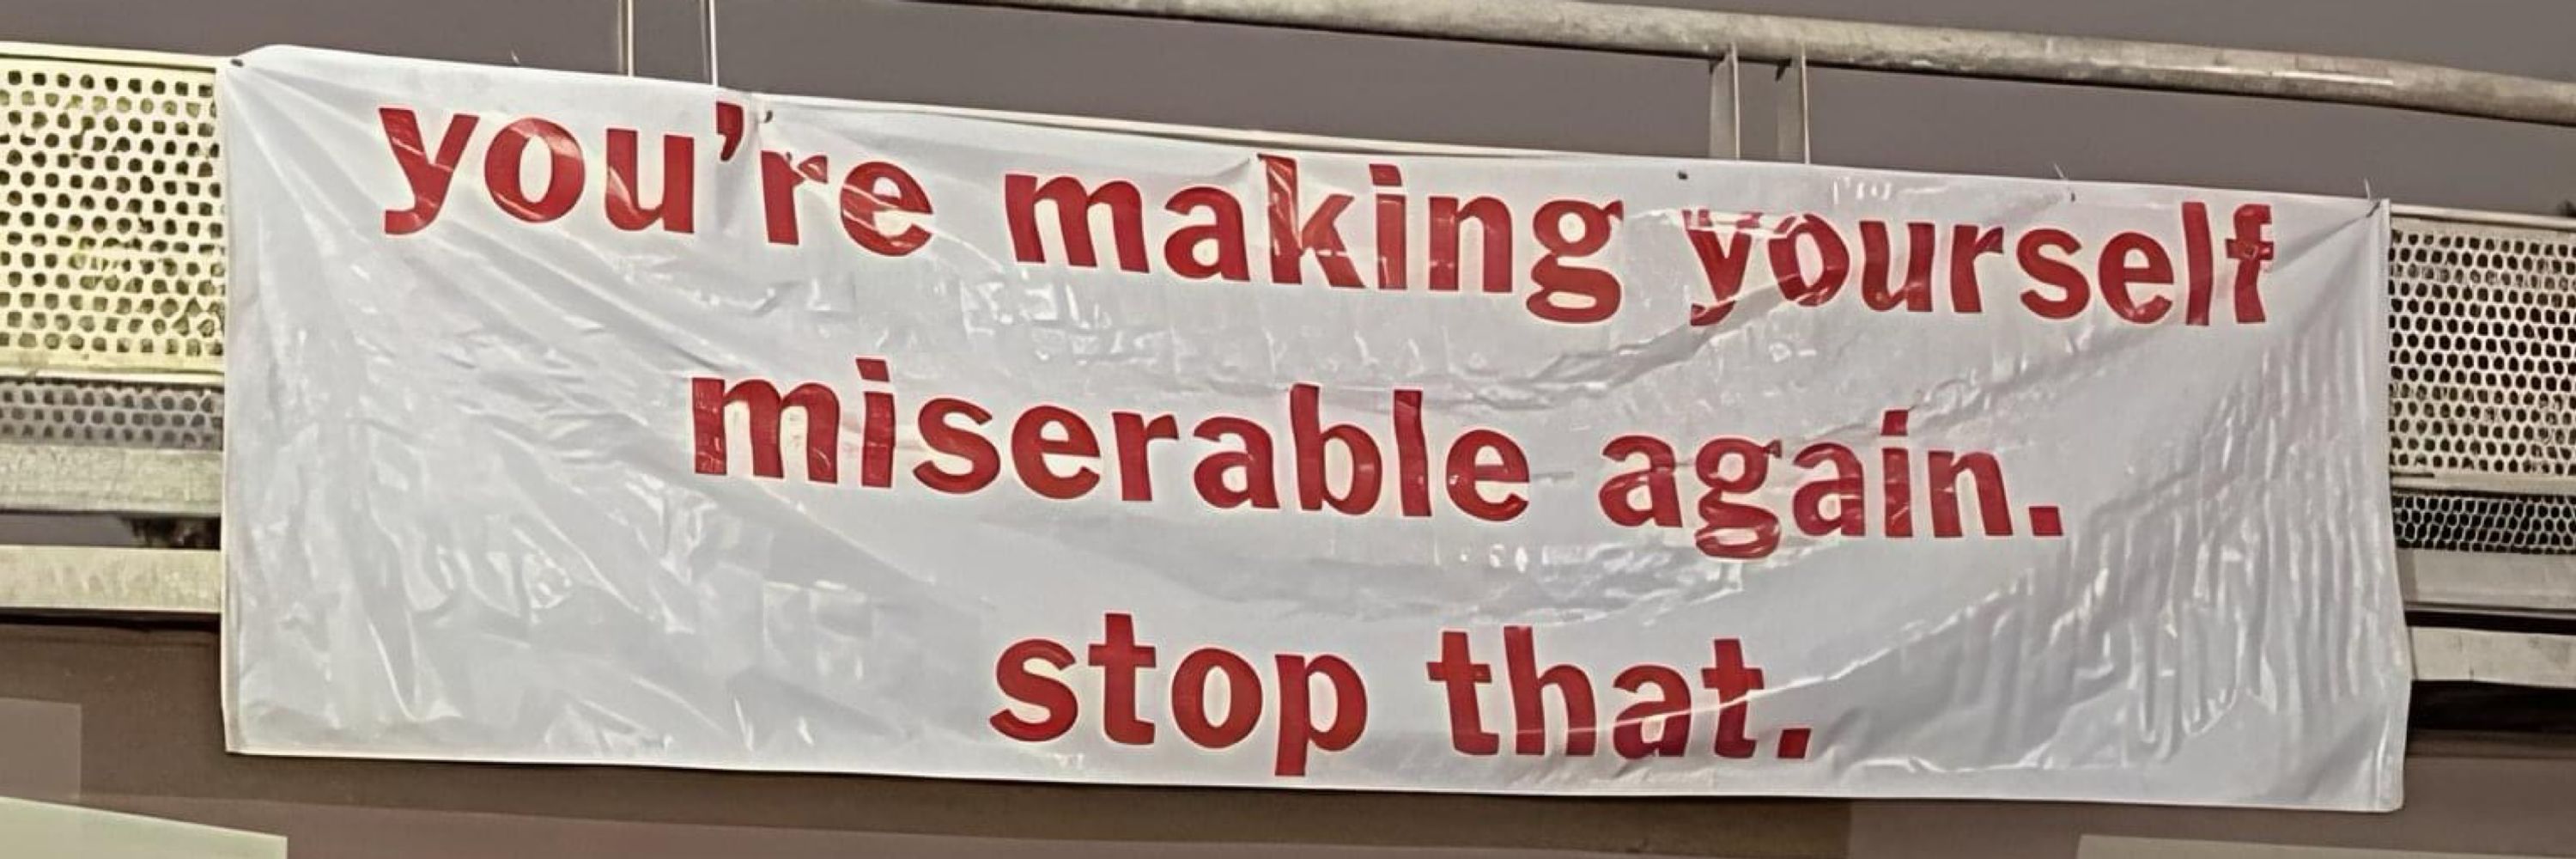 you're making yourself
miserable again.
stop that.